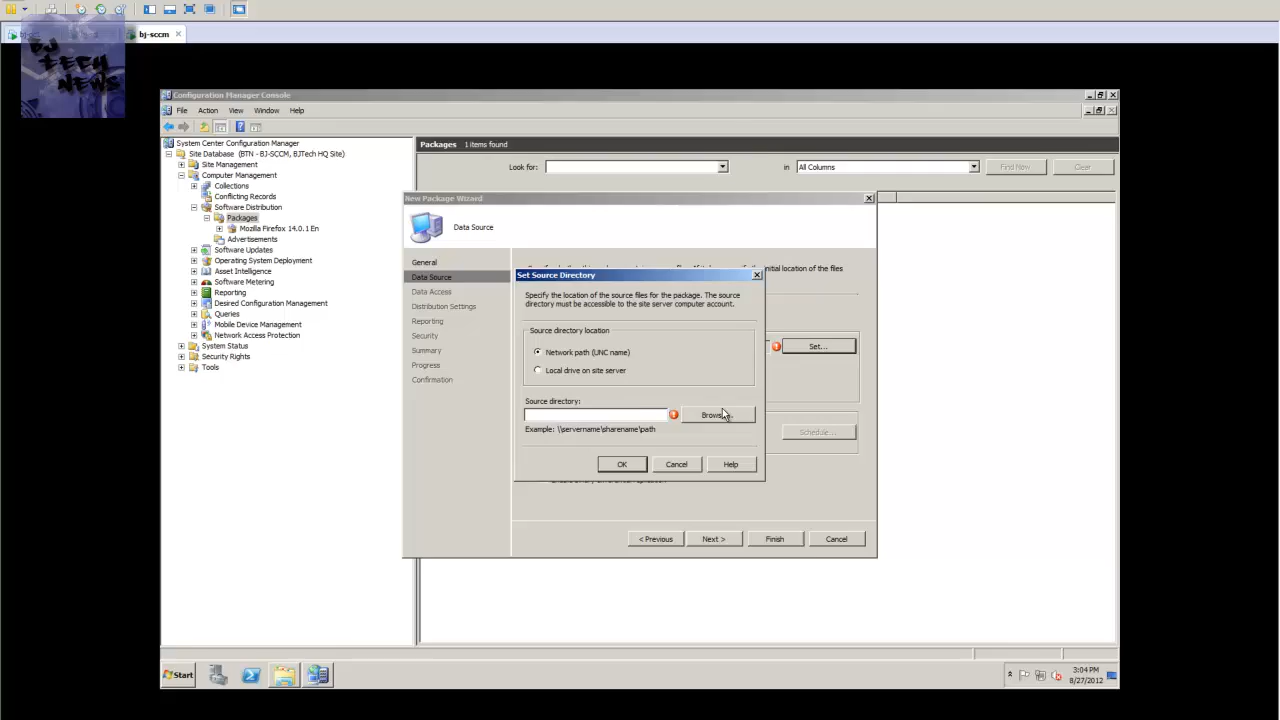 bj-sccm
BJ
TECH
NEWS
Configuration Manager Console
File Action View Window Help
System Center Configuration Manager
Site Database (BTN - BJ-SCCM, BJTech HQ Site)
Site Management
Computer Management
Collections
Conflicting Records
Software Distribution
Packages
Mozilla Firefox 14.0.1 En
Advertisements
Software Updates
Operating System Deployment
Asset Intelligence
Software Metering
Reporting
Desired Configuration Management
Queries
Mobile Device Management
Network Access Protection
System Status
Security Rights
Tools
Packages 1 items found
Look for: in All Columns Find Now Clear
New Package Wizard
Data Source
General
Data Source
Data Access
Distribution Settings
Reporting
Security
Summary
Progress
Confirmation
initial location of the files
Set...
Schedule...
Set Source Directory
Specify the location of the source files for the package. The source
directory must be accessible to the site server computer account.
Source directory location
Network path (UNC name)
Local drive on site server
Source directory:
Browse...
Example: \\servername\sharename\path
OK Cancel Help
< Previous Next > Finish Cancel
Start
3:04 PM
8/27/2012